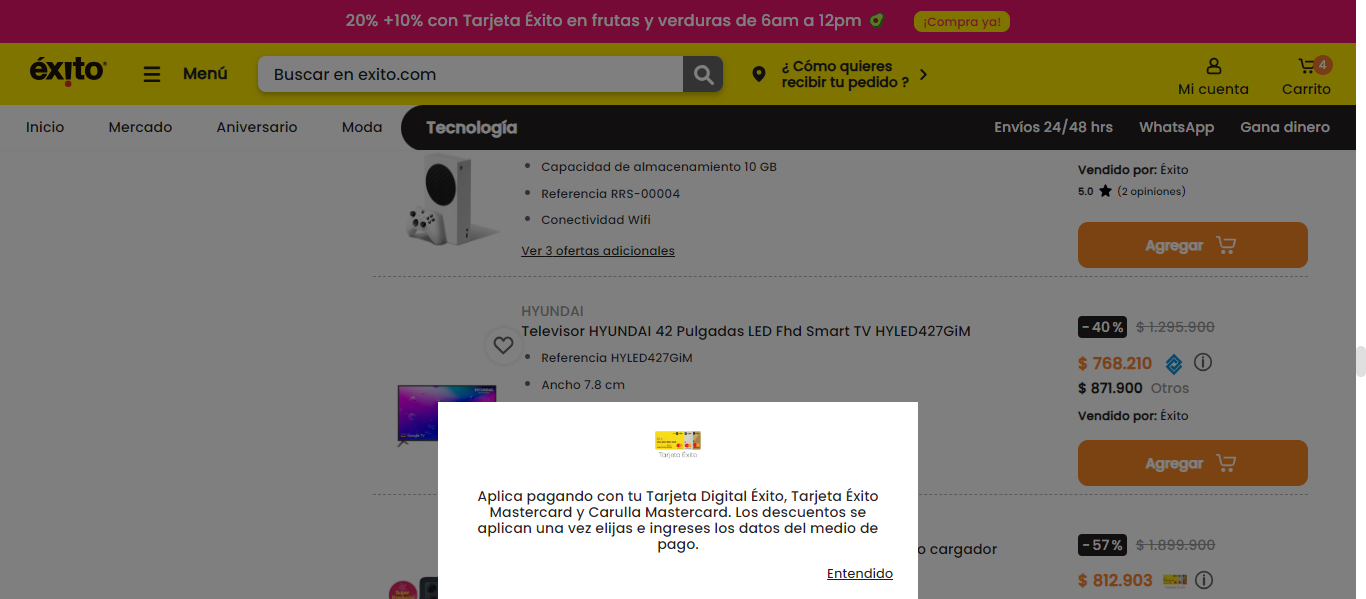 20% +10% con Tarjeta Éxito en frutas y verduras de 6am a 12pm
¡Compra ya!
éxito
Menú
Buscar en exito.com
¿ Cómo quieres
recibir tu pedido ?
Mi cuenta
4
Carrito
Inicio
Mercado
Aniversario
Moda
Tecnología
Envíos 24/48 hrs
WhatsApp
Gana dinero
Capacidad de almacenamiento 10 GB
Referencia RRS-00004
Conectividad Wifi
Ver 3 ofertas adicionales
Vendido por: Éxito
5.0 (2 opiniones)
Agregar
HYUNDAI
Televisor HYUNDAI 42 Pulgadas LED Fhd Smart TV HYLED427GiM
Referencia HYLED427GiM
Ancho 7.8 cm
-40% $ 1.295.900
$ 768.210
$ 871.900 Otros
Vendido por: Éxito
Agregar
Tarjeta Éxito
Aplica pagando con tu Tarjeta Digital Éxito, Tarjeta Éxito
Mastercard y Carulla Mastercard. Los descuentos se
aplican una vez elijas e ingreses los datos del medio de
pago.
Entendido
o cargador
-57% $ 1.899.900
$ 812.903